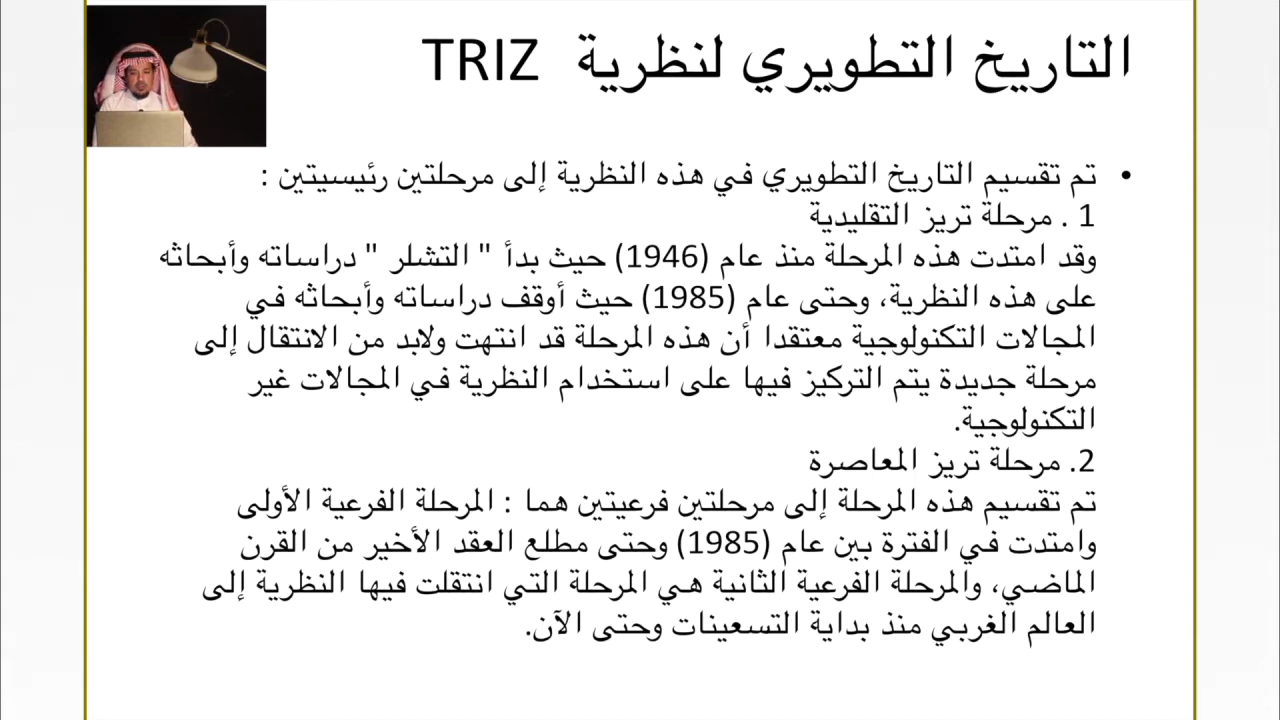 التاريخ التطويري لنظرية TRIZ
• تم تقسيم التاريخ التطويري في هذه النظرية إلى مرحلتين رئيسيتين :
1 . مرحلة تريز التقليدية
وقد امتدت هذه المرحلة منذ عام (1946) حيث بدأ " التشلر " دراساته وأبحاثه
على هذه النظرية، وحتى عام (1985) حيث أوقف دراساته وأبحاثه في
المجالات التكنولوجية معتقدا أن هذه المرحلة قد انتهت ولابد من الانتقال إلى
مرحلة جديدة يتم التركيز فيها على استخدام النظرية في المجالات غير
التكنولوجية.
2. مرحلة تريز المعاصرة
تم تقسيم هذه المرحلة إلى مرحلتين فرعيتين هما : المرحلة الفرعية الأولى
وامتدت في الفترة بين عام (1985) وحتى مطلع العقد الأخير من القرن
الماضي، والمرحلة الفرعية الثانية هي المرحلة التي انتقلت فيها النظرية إلى
العالم الغربي منذ بداية التسعينات وحتى الآن.